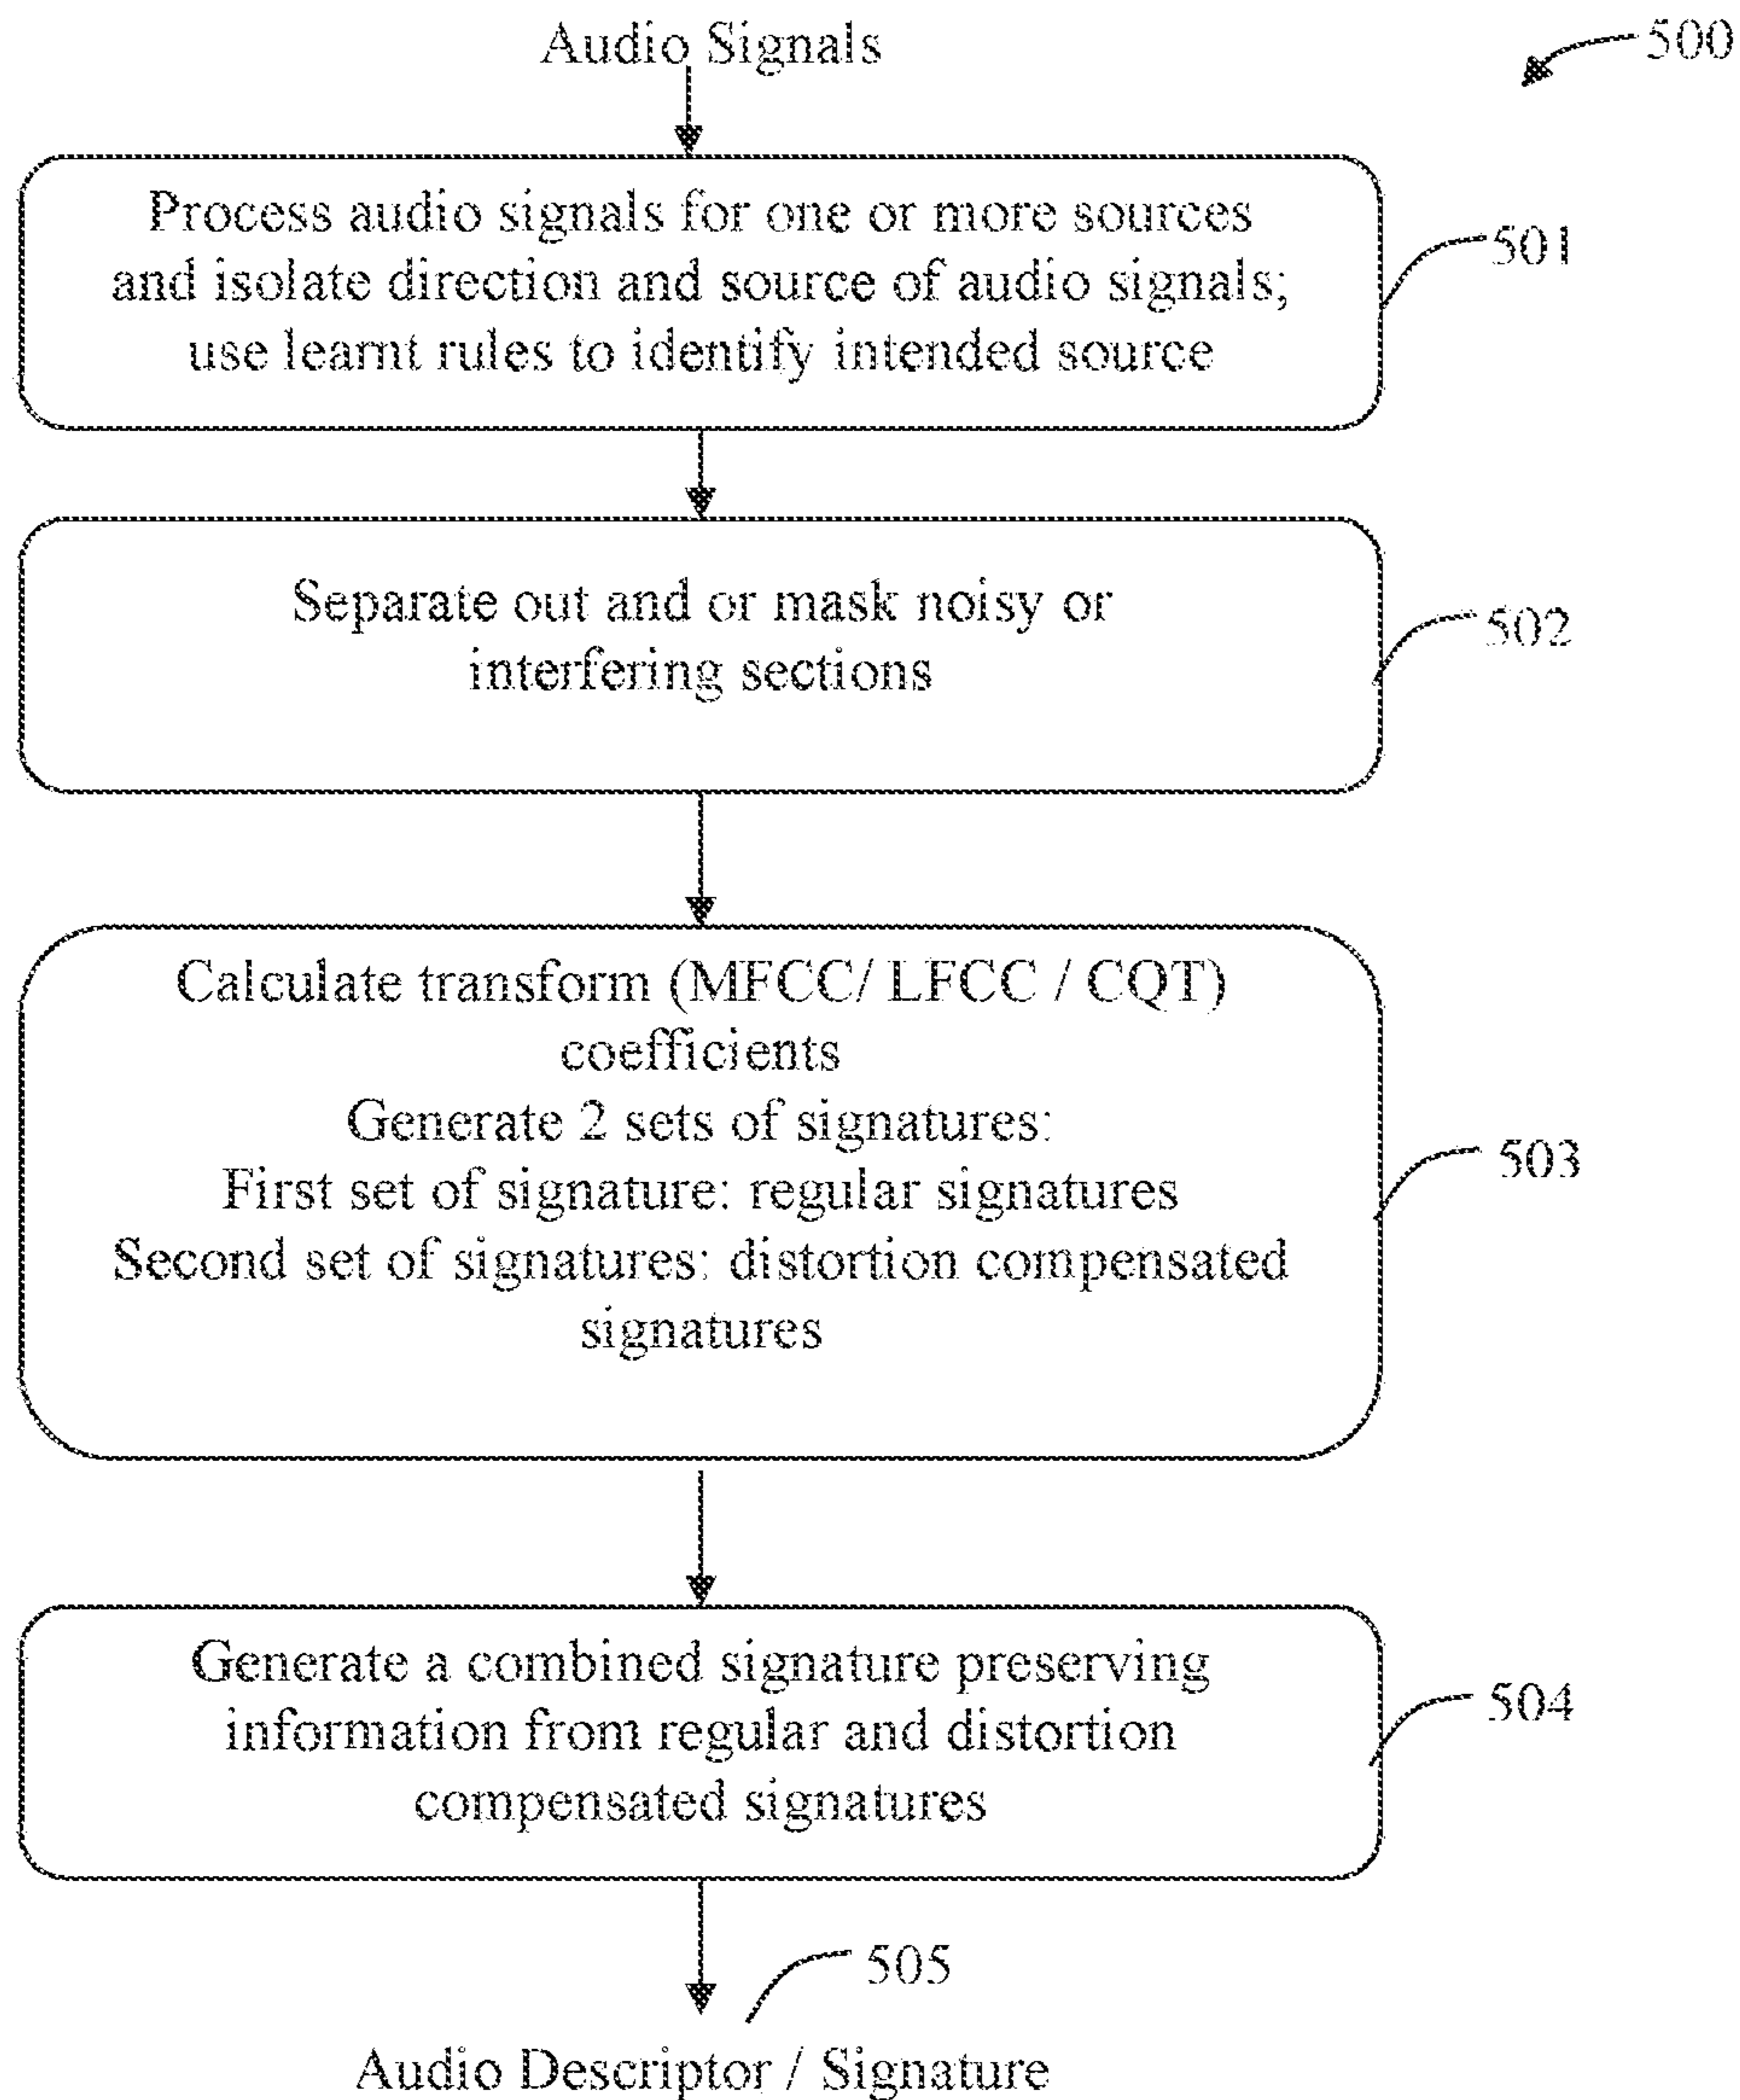 Audio Signals
500
Process audio signals for one or more sources
and isolate direction and source of audio signals;
use learnt rules to identify intended source
501
Separate out and or mask noisy or
interfering sections
502
Calculate transform (MFCC/ LFCC / CQT)
coefficients
Generate 2 sets of signatures:
First set of signature: regular signatures
Second set of signatures: distortion compensated
signatures
503
Generate a combined signature preserving
information from regular and distortion
compensated signatures
504
505
Audio Descriptor / Signature